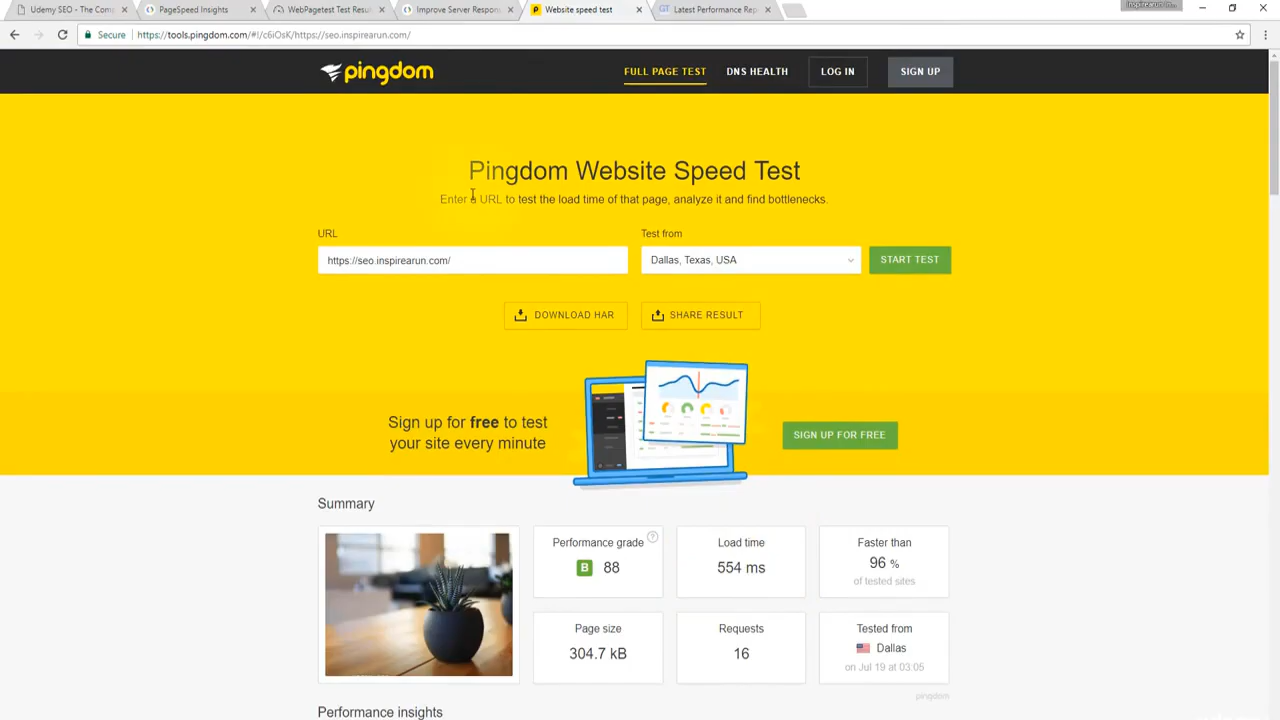 Udemy SEO - The Comp
PageSpeed Insights
WebPagetest Test Resu
Improve Server Respon
Website speed test
Latest Performance Rep
inspirearun...
Secure
https://tools.pingdom.com/#!/c6iOsK/https://seo.inspirearun.com/
pingdom
FULL PAGE TEST
DNS HEALTH
LOG IN
SIGN UP
Pingdom Website Speed Test
Enter a URL to test the load time of that page, analyze it and find bottlenecks.
URL
Test from
https://seo.inspirearun.com/
Dallas, Texas, USA
START TEST
DOWNLOAD HAR
SHARE RESULT
Sign up for free to test
your site every minute
SIGN UP FOR FREE
Summary
Performance grade
?
B 88
Load time
554 ms
Faster than
96 %
of tested sites
Page size
304.7 kB
Requests
16
Tested from
Dallas
on Jul 19 at 03:05
pingdom
Performance insights